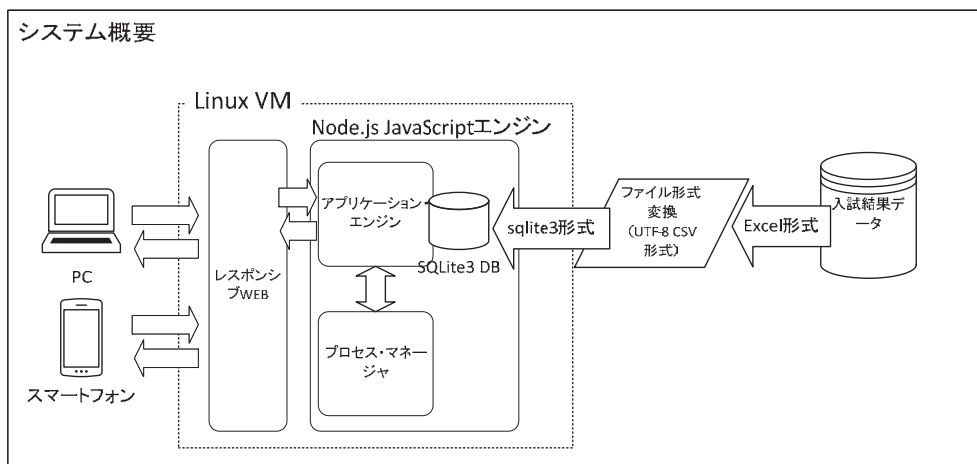 システム概要
Linux VM
Node.js JavaScriptエンジン
アプリケーション・
エンジン
SQLite3 DB
sqlite3形式
ファイル形式
変換
(UTF-8 CSV
形式)
Excel形式
入試結果デ
ータ
レスポンシ
ブWEB
プロセス・マネー
ジャ
PC
スマートフォン